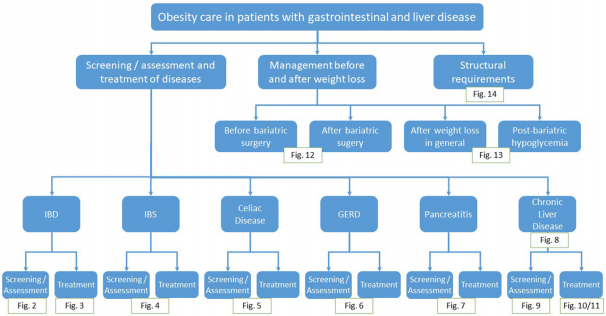 Obesity care in patients with gastrointestinal and liver disease
Screening / assessment and
treatment of diseases
Management before
and after weight loss
Structural
requirements
Fig. 14
Before bariatric
surgery
After bariatric
surgery
Fig. 12
After weight loss
in general
Post-bariatric
hypoglycemia
Fig. 13
IBD
IBS
Celiac
Disease
GERD
Pancreatitis
Chronic
Liver
Disease
Fig. 8
Screening /
Assessment
Fig. 2
Treatment
Fig. 3
Screening /
Assessment
Treatment
Fig. 4
Screening /
Assessment
Treatment
Fig. 5
Screening /
Assessment
Treatment
Fig. 6
Screening /
Assessment
Treatment
Fig. 7
Screening /
Assessment
Fig. 9
Treatment
Fig. 10/11